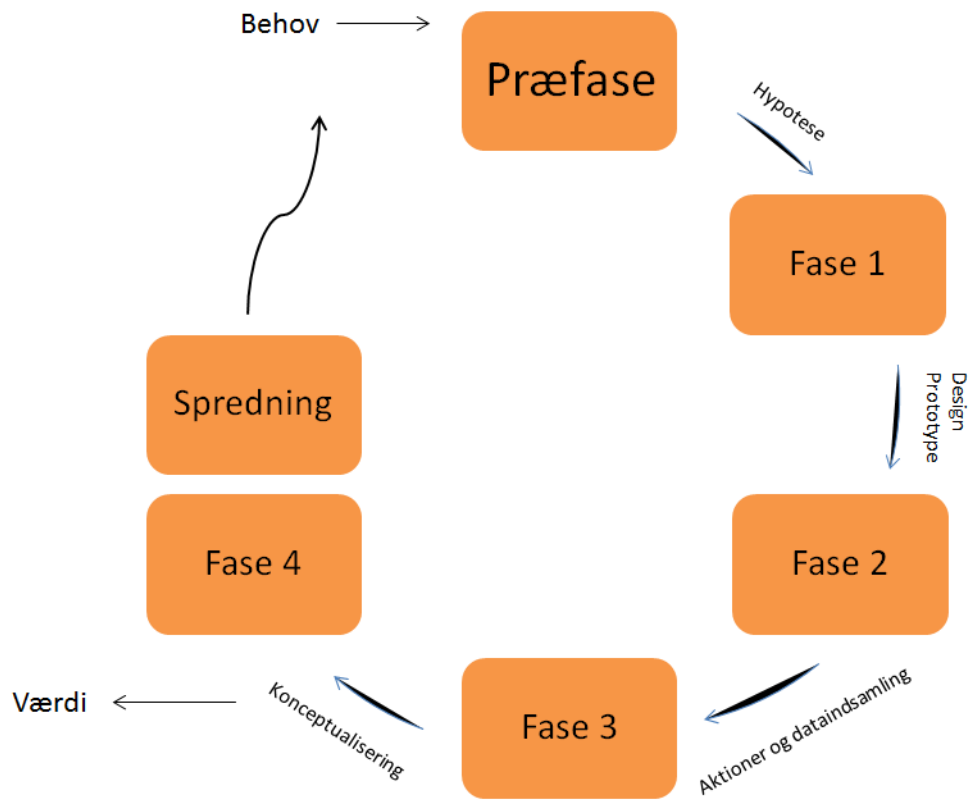 Behov
Præfase
Hypotese
Fase 1
Design
Prototype
Fase 2
Aktioner og dataindsamling
Fase 3
Konceptualisering
Værdi
Fase 4
Spredning